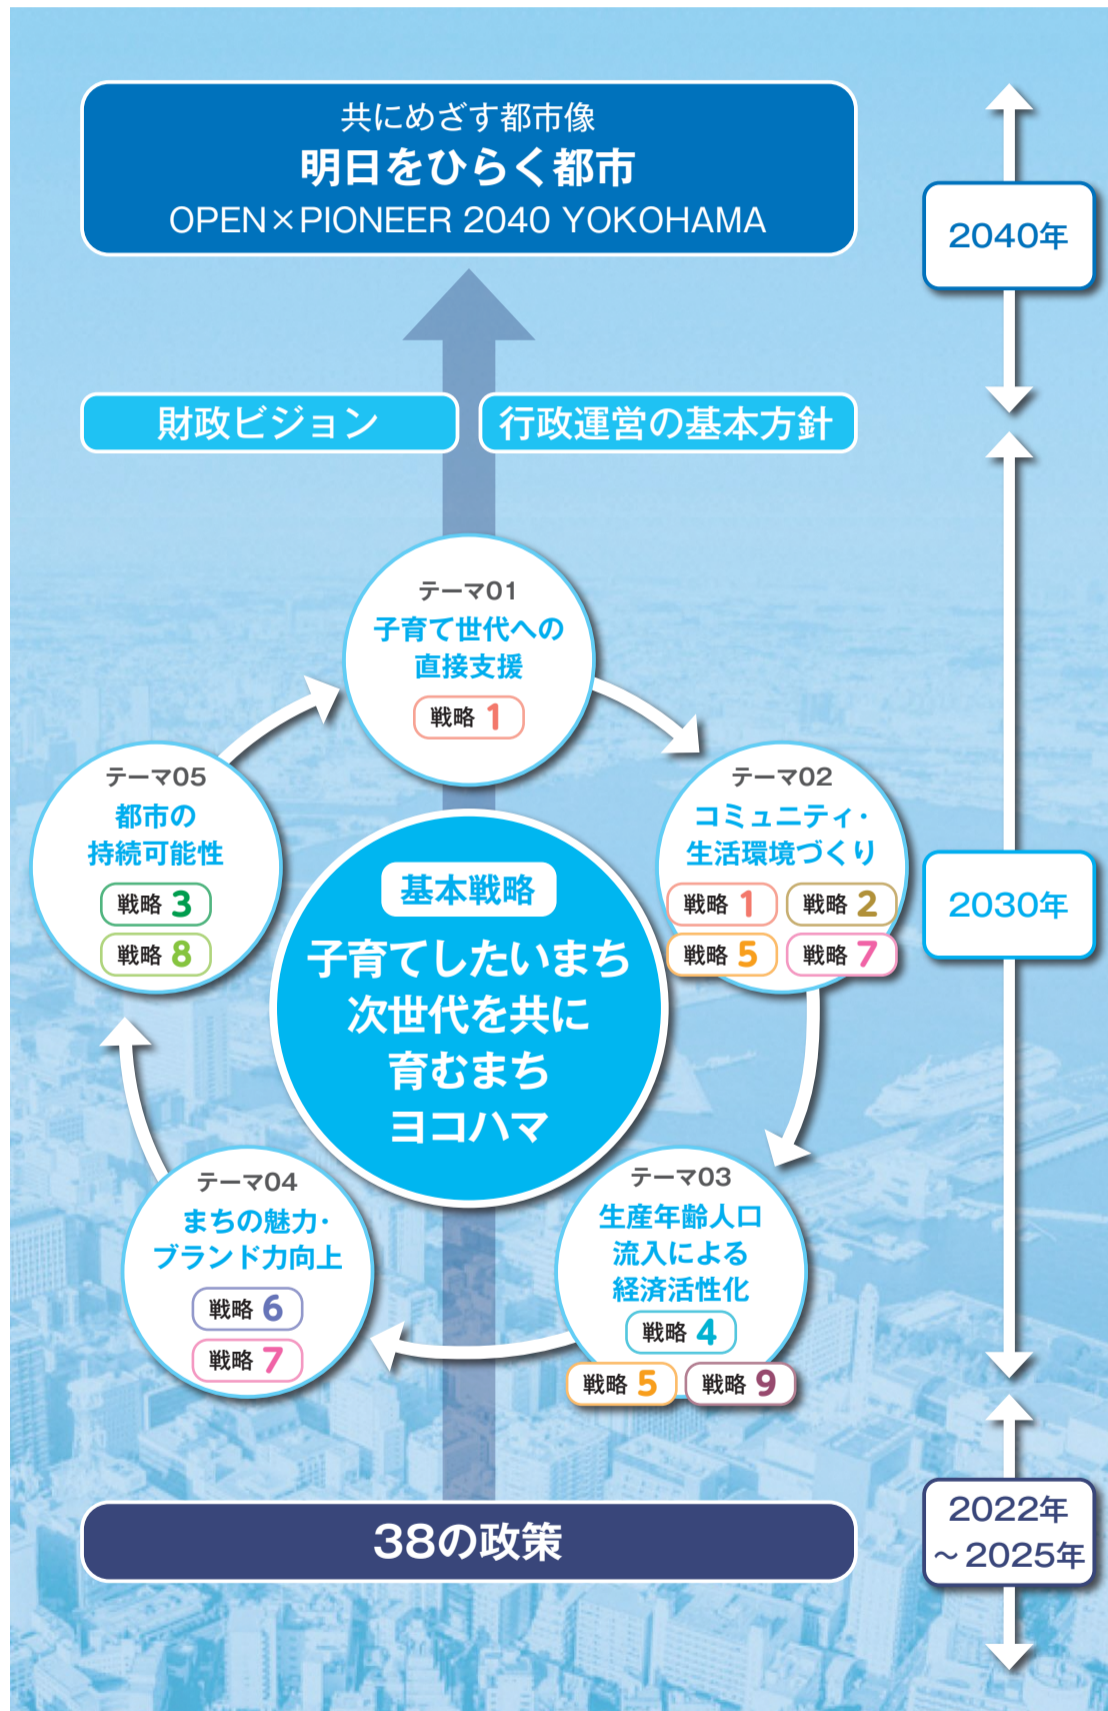 共にめざす都市像
明日をひらく都市
OPEN×PIONEER 2040 YOKOHAMA
2040年
財政ビジョン
行政運営の基本方針
テーマ01
子育て世代への
直接支援
戦略 1
テーマ05
都市の
持続可能性
戦略 3
戦略 8
テーマ02
コミュニティ・
生活環境づくり
戦略 1
戦略 2
戦略 5
戦略 7
2030年
基本戦略
子育てしたいまち
次世代を共に
育むまち
ヨコハマ
テーマ04
まちの魅力・
ブランド力向上
戦略 6
戦略 7
テーマ03
生産年齢人口
流入による
経済活性化
戦略 4
戦略 5
戦略 9
38の政策
2022年
～2025年